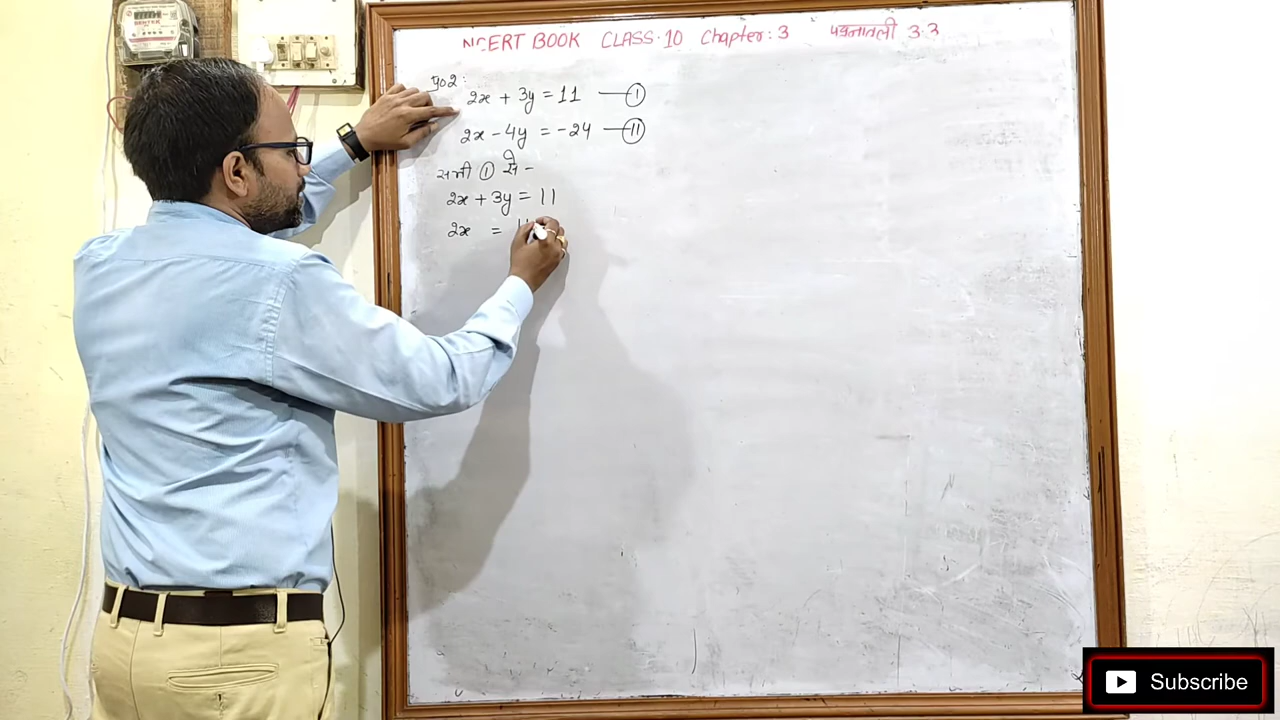 NCERT BOOK CLASS·10 Chapter: 3 प्रश्नावली 3·3
प्र02:
2x + 3y = 11 —①
2x - 4y = -24 —⑪
समी ① से -
2x + 3y = 11
2x = 11
Subscribe